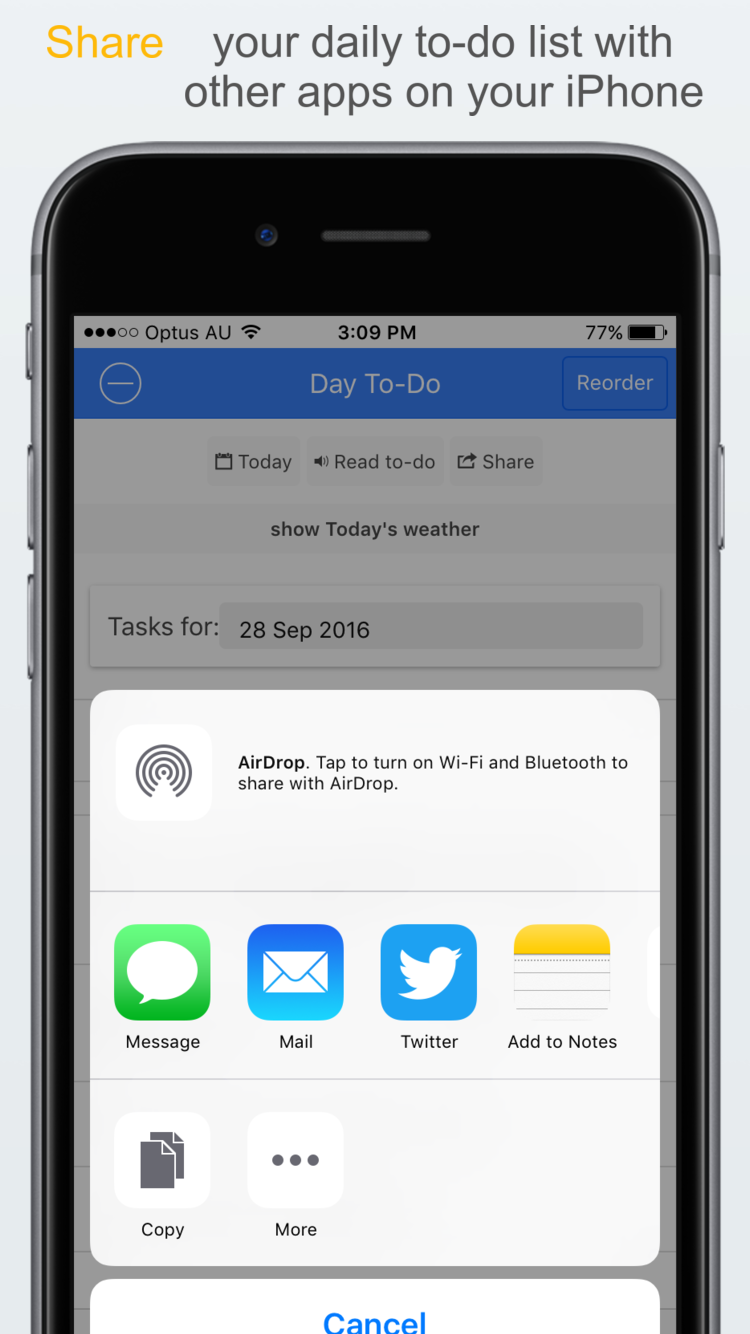 Share your daily to-do list with
other apps on your iPhone
Optus AU 3:09 PM 77%
Day To-Do Reorder
Today Read to-do Share
show Today's weather
Tasks for: 28 Sep 2016
AirDrop. Tap to turn on Wi-Fi and Bluetooth to
share with AirDrop.
Message Mail Twitter Add to Notes
Copy More
Cancel